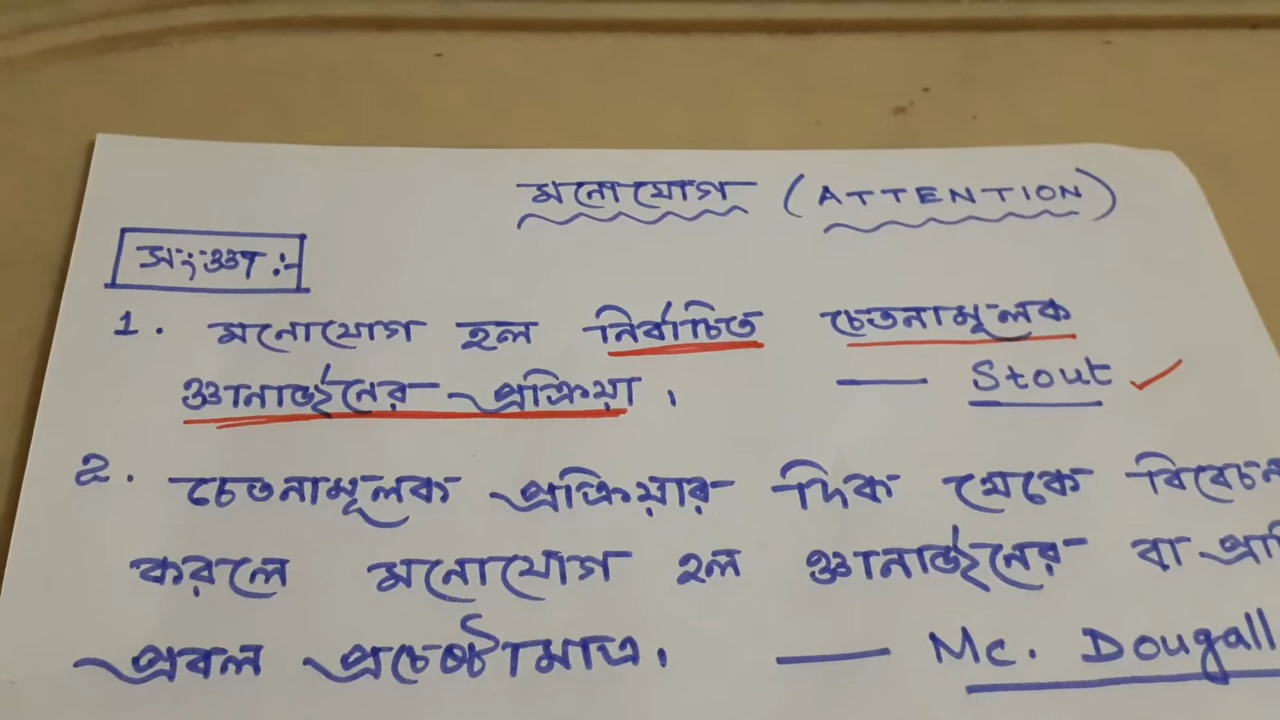 মনোযোগ (ATTENTION)
সংজ্ঞা :-
1. মনোযোগ হল নির্বাচিত চেতনামূলক
জ্ঞানার্জনের প্রক্রিয়া। — Stout ✓
2. চেতনামূলক প্রক্রিয়ার দিক থেকে
করলে মনোযোগ হল জ্ঞানার্জনের বা
প্রবল প্রচেষ্টামাত্র। — Mc. Dougall